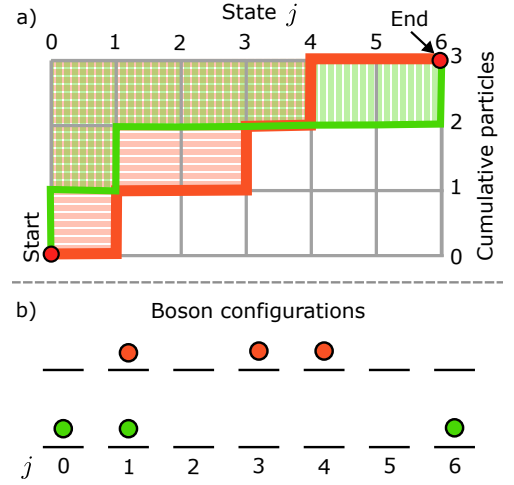 a)
State j
End
0 1 2 3 4 5 6
3
2
1
0
Cumulative particles
Start
b)
Boson configurations
j 0 1 2 3 4 5 6